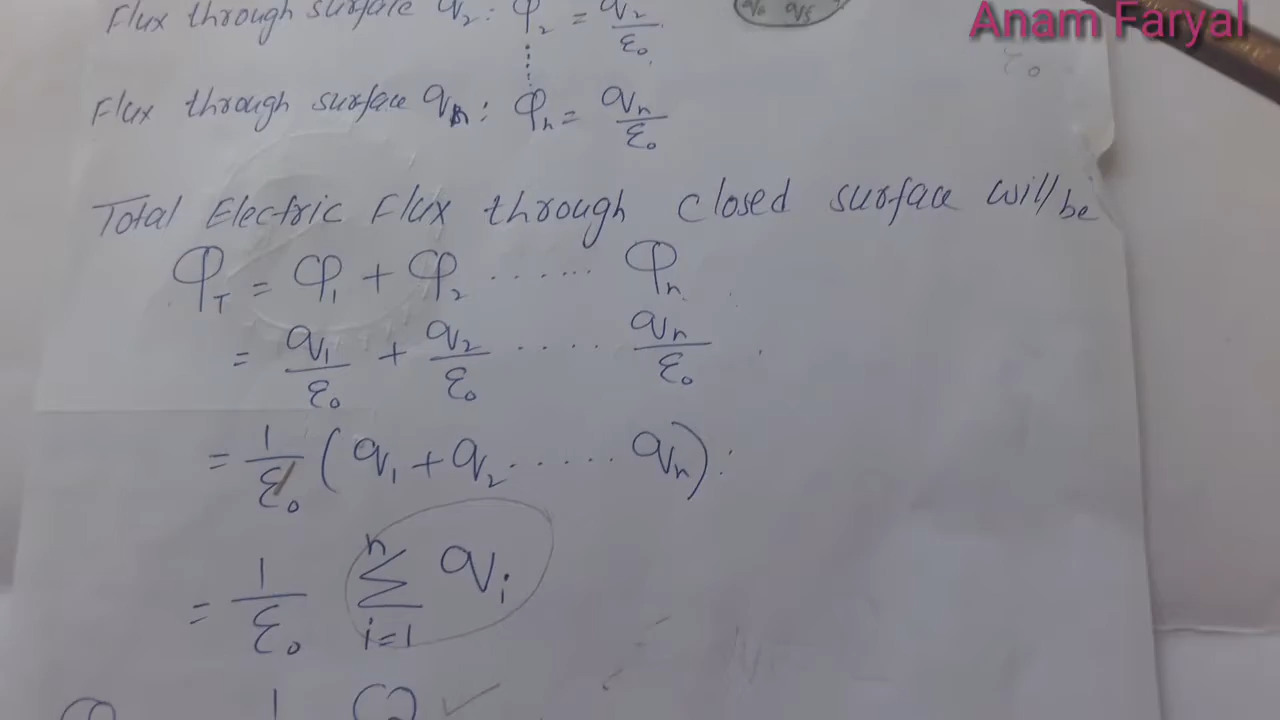 Flux through surface q₂ : φ₂ = q₂/ε₀
Anam Faryal
ε₀
Flux through surface qₙ : φₙ = qₙ/ε₀
Total Electric Flux through closed surface will be
φ_T = φ₁ + φ₂ ...... φₙ
= q₁/ε₀ + q₂/ε₀ ..... qₙ/ε₀
= 1/ε₀ (q₁ + q₂ ...... qₙ) :
= 1/ε₀ Σⁿᵢ₌₁ qᵢ